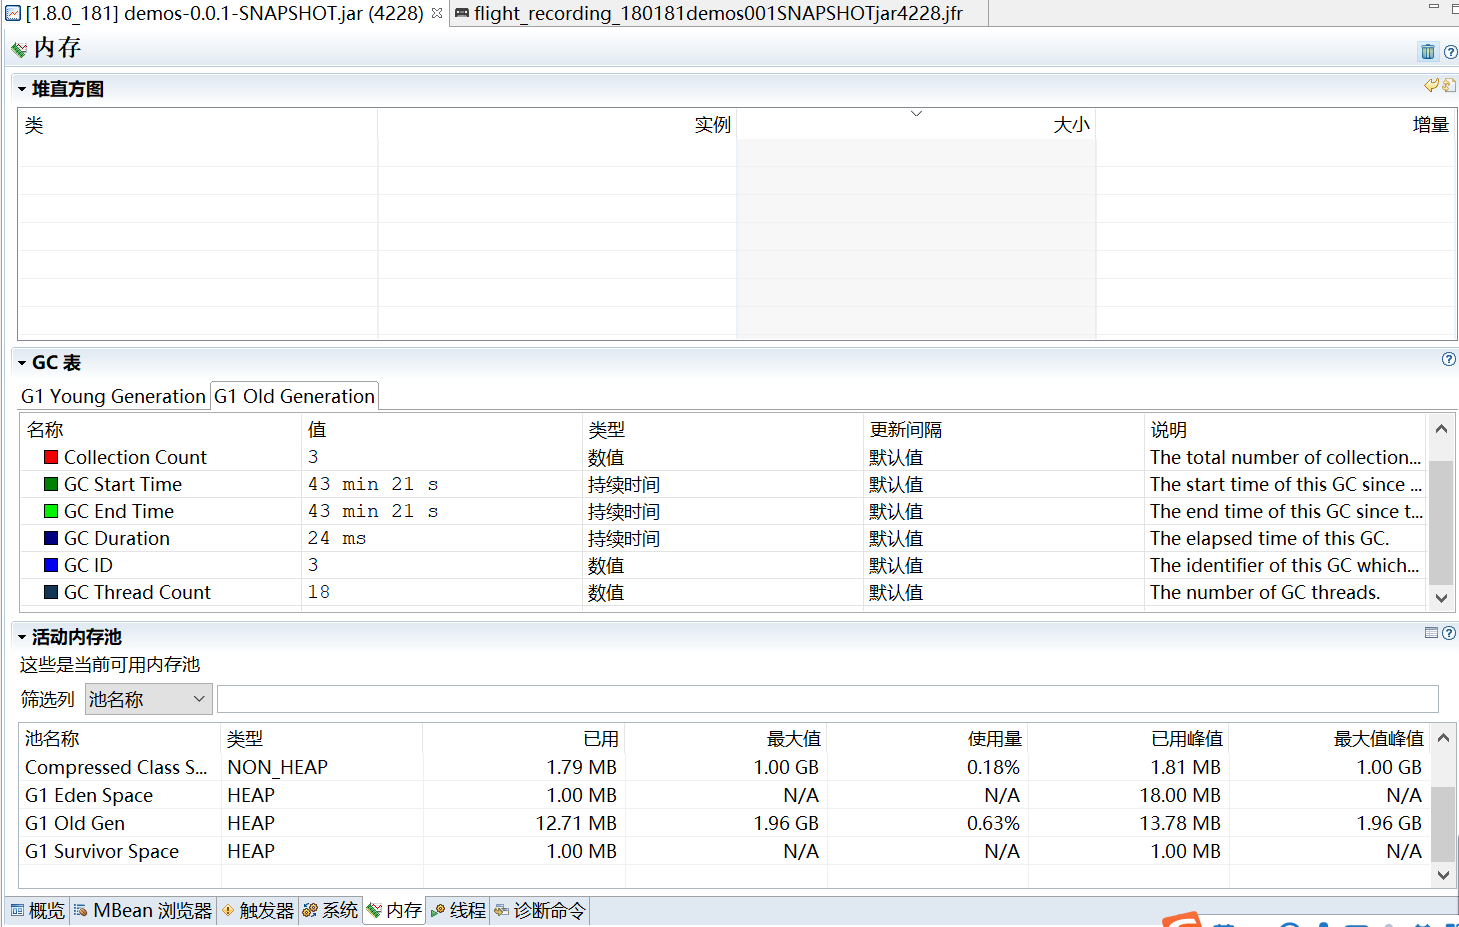 [1.8.0_181] demos-0.0.1-SNAPSHOT.jar (4228) flight_recording_180181demos001SNAPSHOTjar4228.jfr
内存
堆直方图
类 实例 大小 增量
GC 表
G1 Young Generation G1 Old Generation
名称 值 类型 更新间隔 说明
Collection Count 3 数值 默认值 The total number of collection...
GC Start Time 43 min 21 s 持续时间 默认值 The start time of this GC since ...
GC End Time 43 min 21 s 持续时间 默认值 The end time of this GC since t...
GC Duration 24 ms 持续时间 默认值 The elapsed time of this GC.
GC ID 3 数值 默认值 The identifier of this GC which...
GC Thread Count 18 数值 默认值 The number of GC threads.
活动内存池
这些是当前可用内存池
筛选列 池名称
池名称 类型 已用 最大值 使用量 已用峰值 最大值峰值
Compressed Class S... NON_HEAP 1.79 MB 1.00 GB 0.18% 1.81 MB 1.00 GB
G1 Eden Space HEAP 1.00 MB N/A N/A 18.00 MB N/A
G1 Old Gen HEAP 12.71 MB 1.96 GB 0.63% 13.78 MB 1.96 GB
G1 Survivor Space HEAP 1.00 MB N/A N/A 1.00 MB N/A
概览 MBean 浏览器 触发器 系统 内存 线程 诊断命令